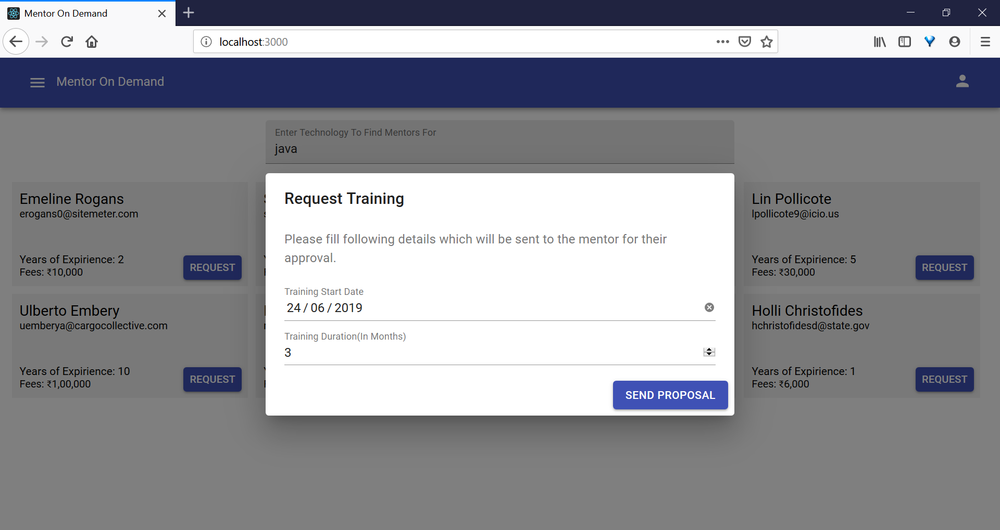 Mentor On Demand
localhost:3000
Mentor On Demand
Enter Technology To Find Mentors For
java
Emeline Rogans
erogans0@sitemeter.com
Years of Expirience: 2
Fees: ₹10,000
REQUEST
Ulberto Embery
uemberya@cargocollective.com
Years of Expirience: 10
Fees: ₹1,00,000
REQUEST
Request Training
Please fill following details which will be sent to the mentor for their
approval.
Training Start Date
24 / 06 / 2019
Training Duration(In Months)
3
SEND PROPOSAL
Lin Pollicote
lpollicote9@icio.us
Years of Expirience: 5
Fees: ₹30,000
REQUEST
Holli Christofides
hchristofidesd@state.gov
Years of Expirience: 1
Fees: ₹6,000
REQUEST